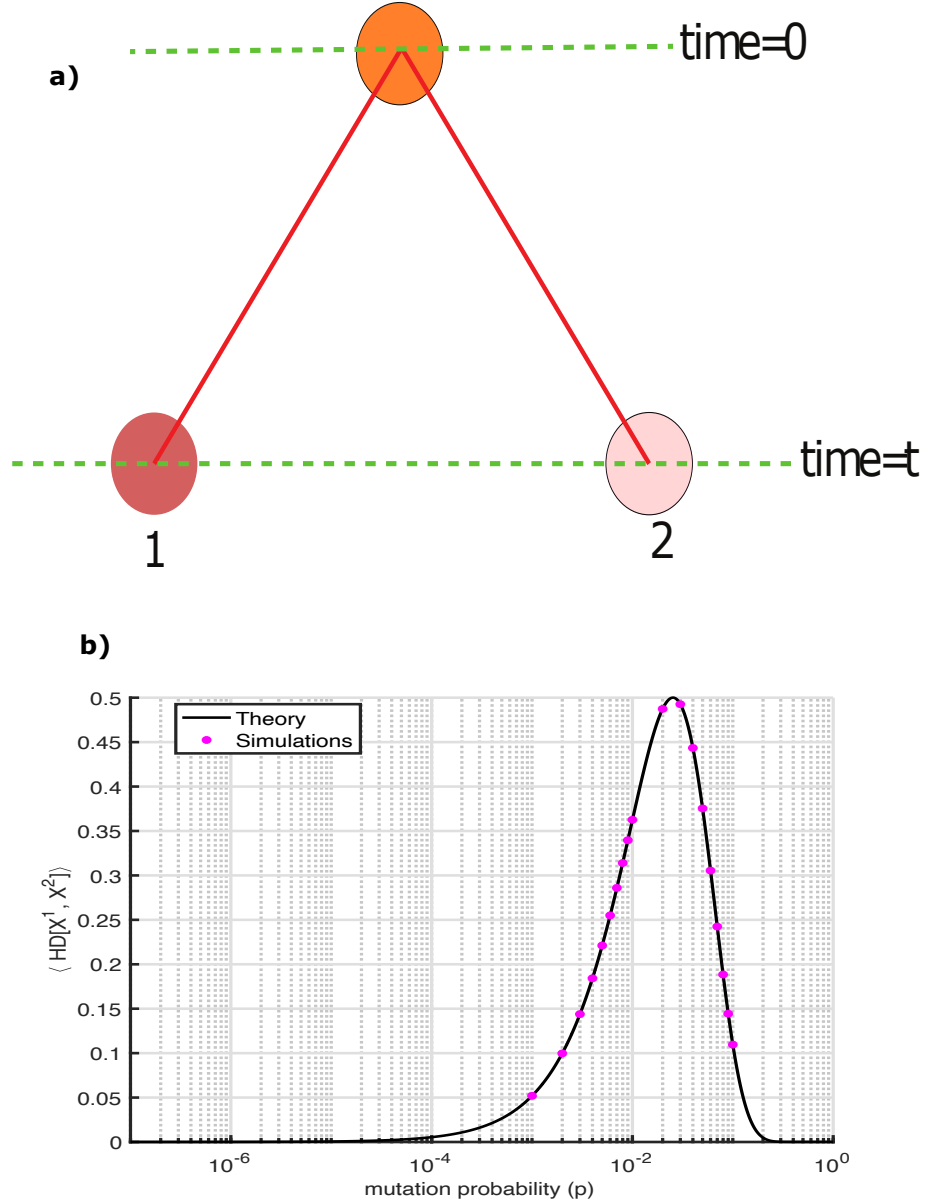 time=0
a)
time=t
1
2
b)
0.5
0.45
0.4
0.35
0.3
0.25
0.2
0.15
0.1
0.05
0
Theory
Simulations
⟨ HD[X¹, X²]⟩
10⁻⁶ 10⁻⁴ 10⁻² 10⁰
mutation probability (p)